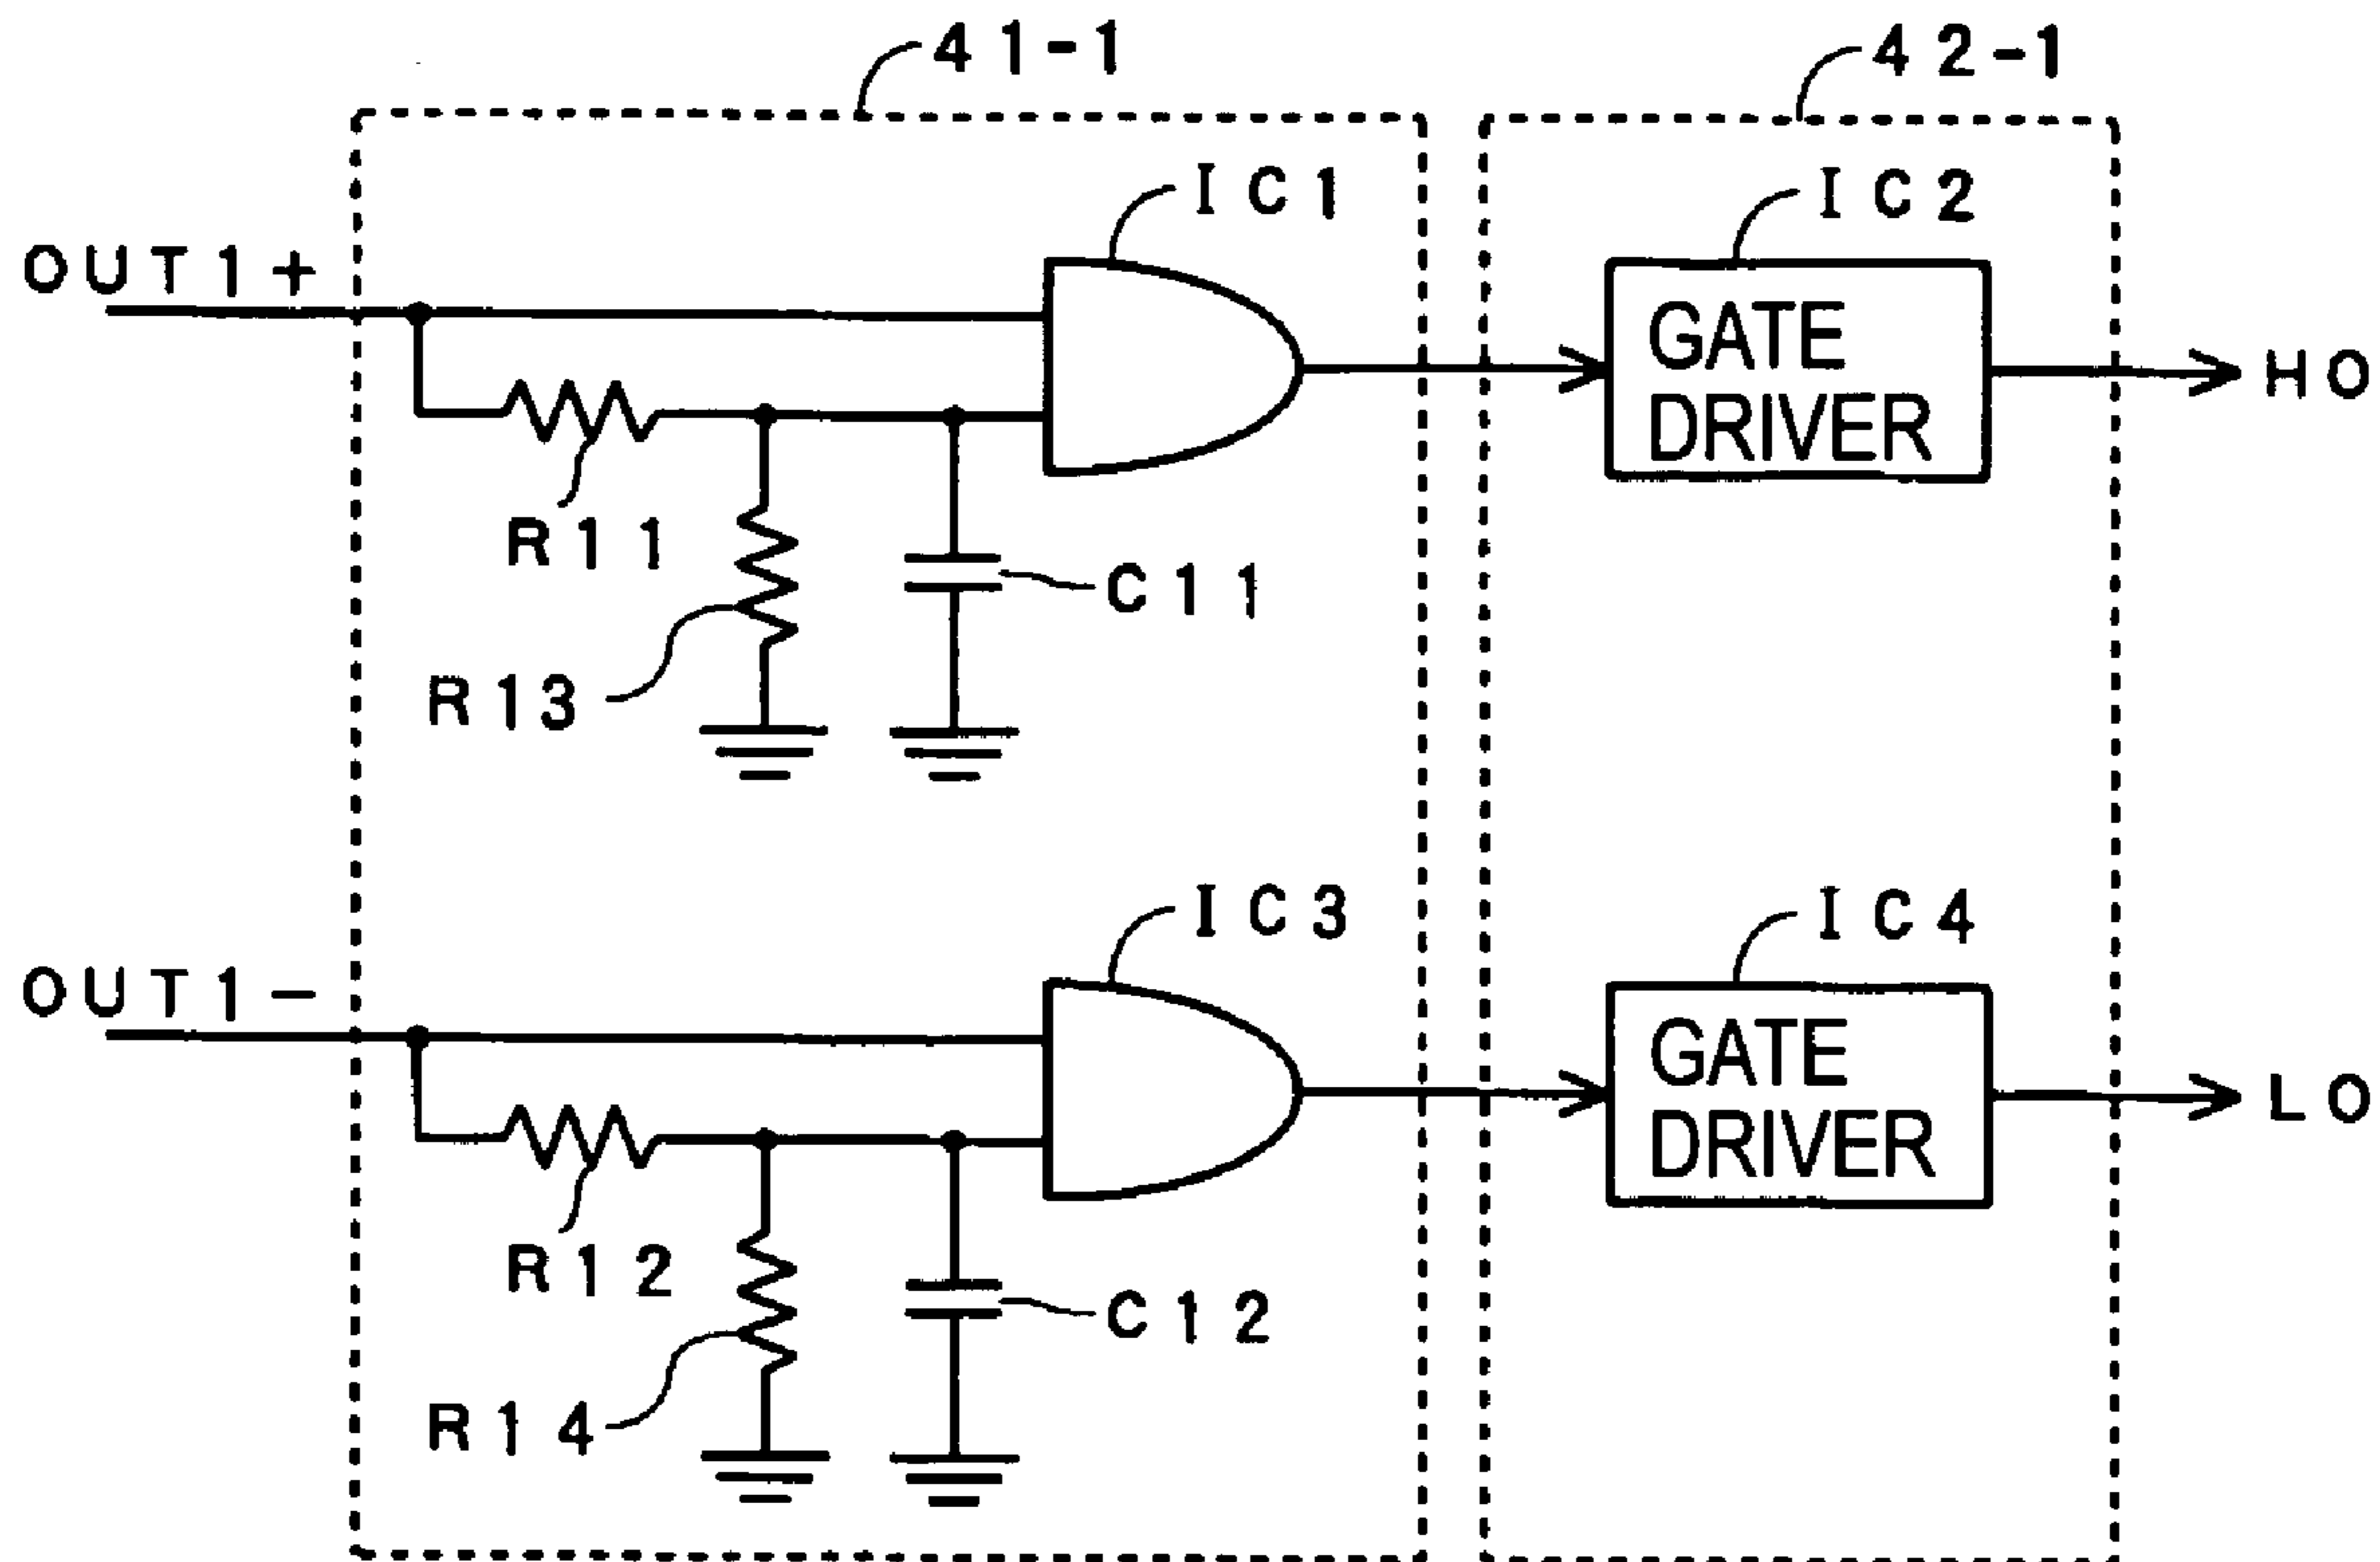 41-1
42-1
IC1
IC2
OUT1+
GATE
DRIVER
HO
R11
C11
R13
IC3
IC4
OUT1-
GATE
DRIVER
LO
R12
C12
R14